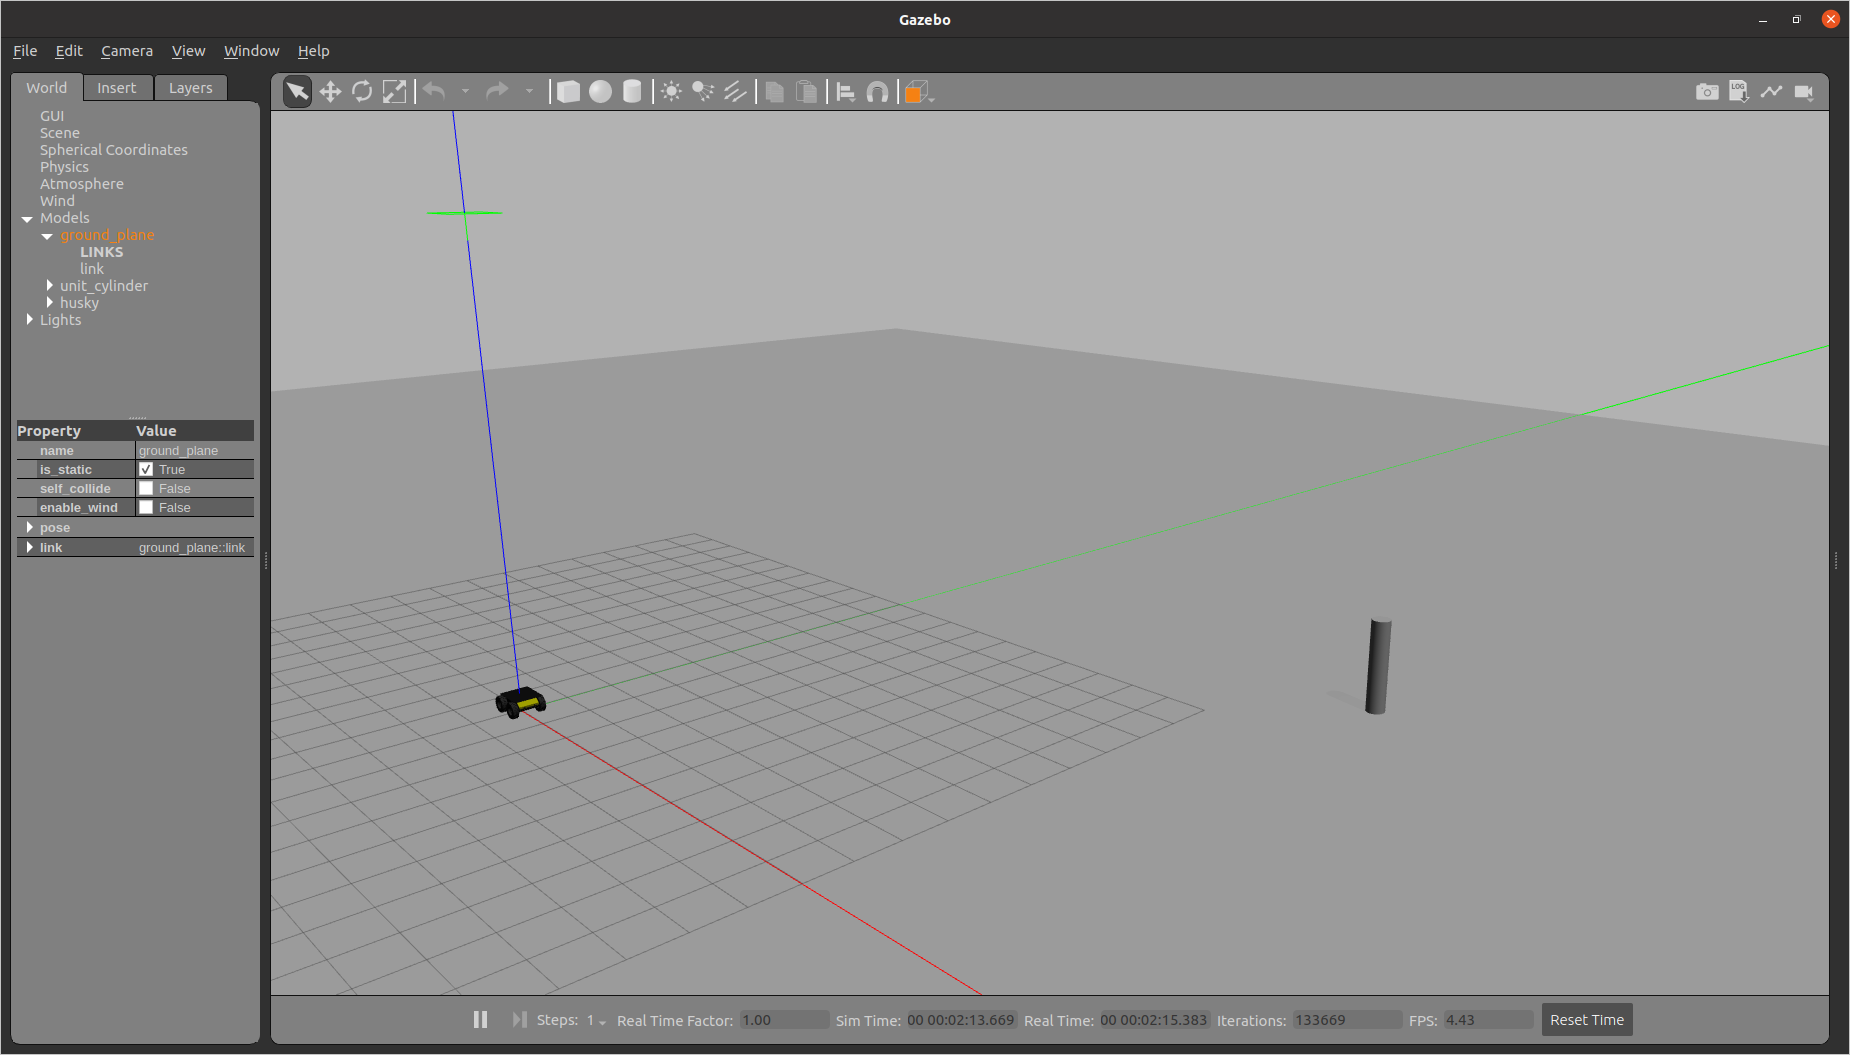 Gazebo
File Edit Camera View Window Help
World Insert Layers
GUI
Scene
Spherical Coordinates
Physics
Atmosphere
Wind
Models
ground_plane
LINKS
link
unit_cylinder
husky
Lights
Property Value
name ground_plane
is_static True
self_collide False
enable_wind False
pose
link ground_plane::link
LOG
Steps: 1 Real Time Factor: 1.00 Sim Time: 00 00:02:13.669 Real Time: 00 00:02:15.383 Iterations: 133669 FPS: 4.43 Reset Time